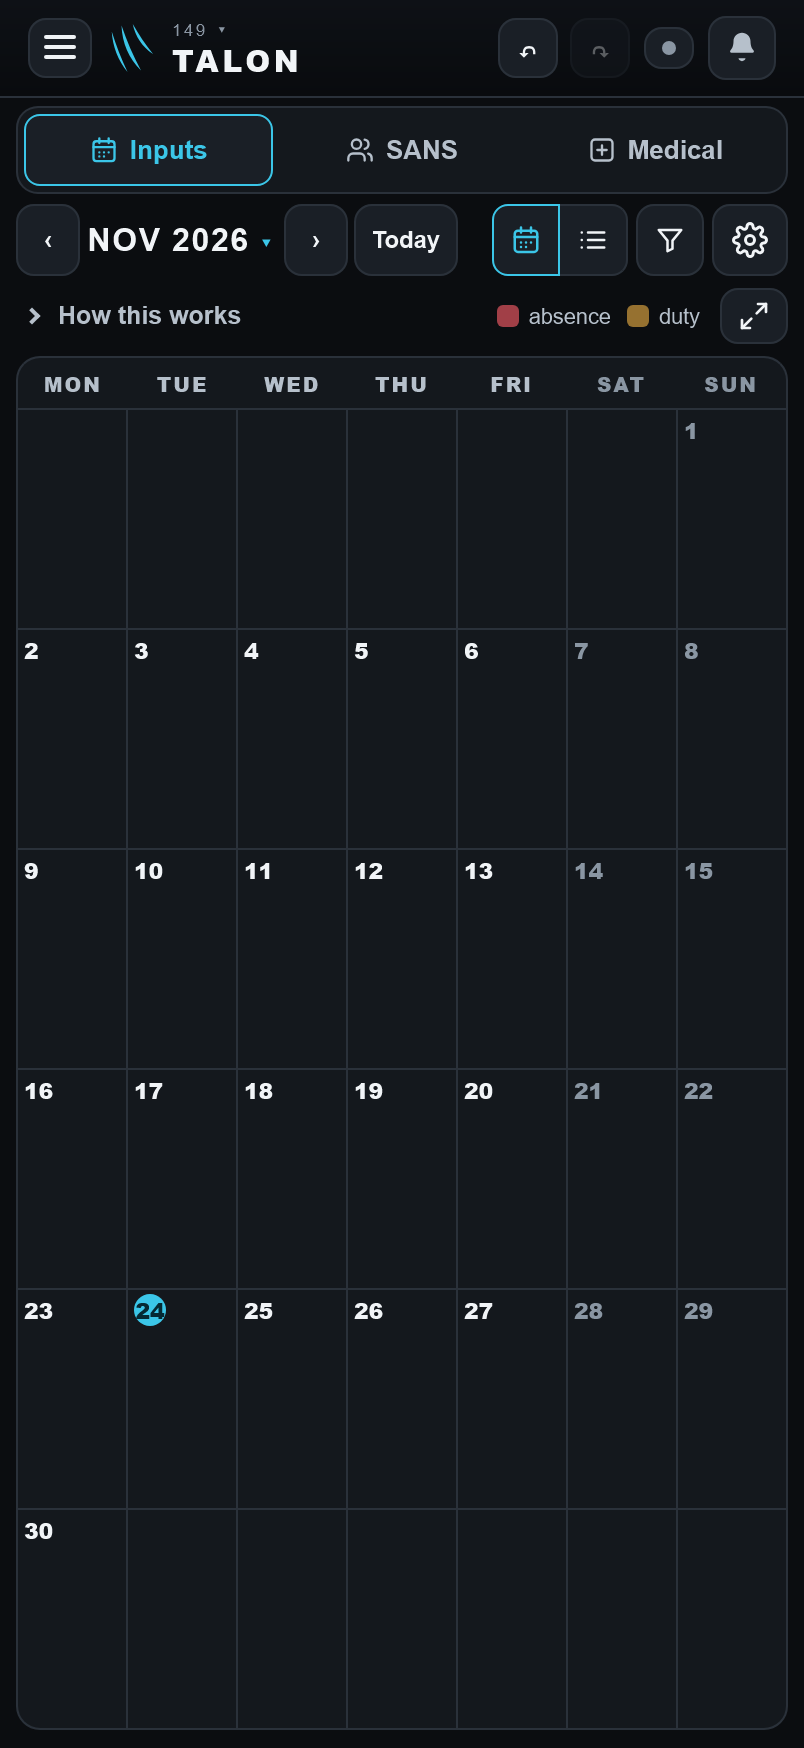 149 ▾
TALON
Inputs SANS Medical
‹ NOV 2026 ▾ › Today
How this works absence duty
MON TUE WED THU FRI SAT SUN
1
2 3 4 5 6 7 8
9 10 11 12 13 14 15
16 17 18 19 20 21 22
23 24 25 26 27 28 29
30